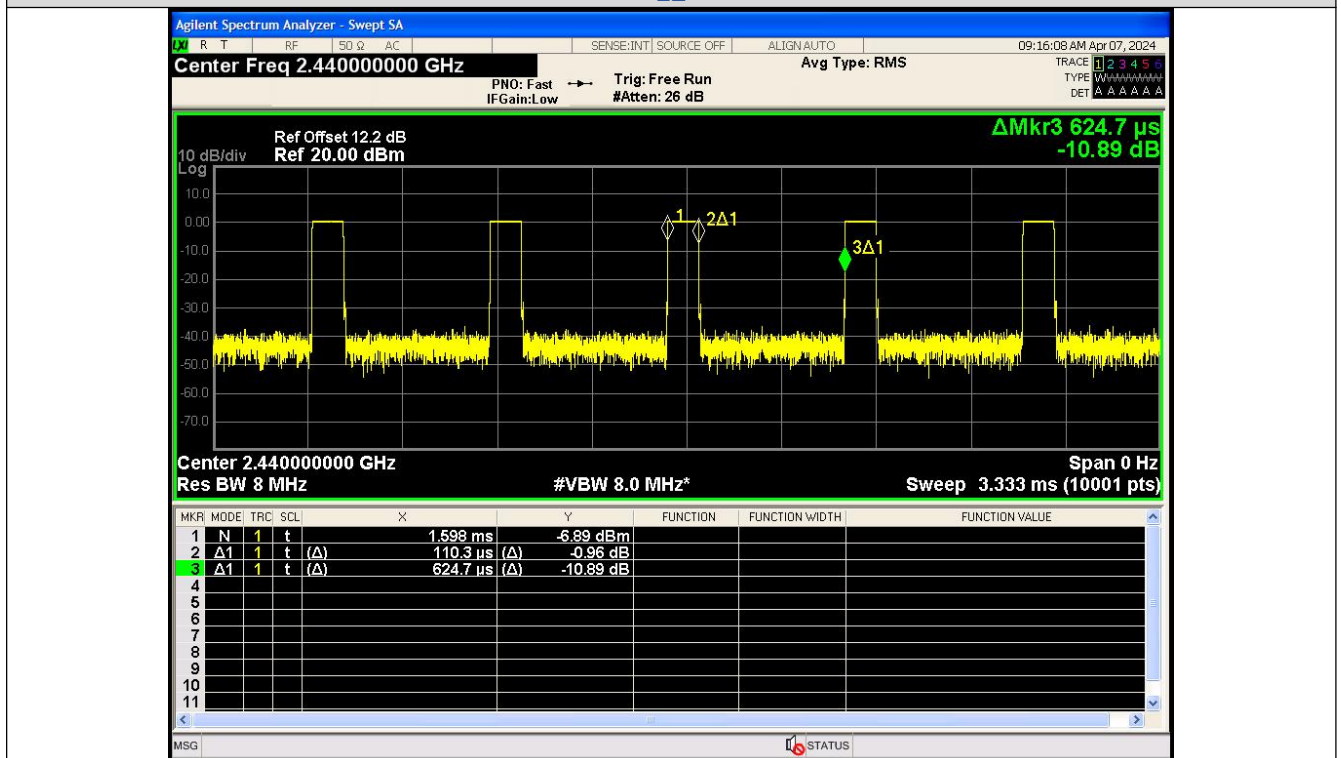 Agilent Spectrum Analyzer - Swept SA
LXI R T RF 50 Ω AC SENSE:INT SOURCE OFF ALIGN AUTO 09:16:08 AM Apr 07, 2024
Center Freq 2.440000000 GHz Avg Type: RMS TRACE 1 2 3 4 5 6
PNO: Fast Trig: Free Run TYPE WWWWWW
IFGain:Low #Atten: 26 dB DET A A A A A A
ΔMkr3 624.7 µs
Ref Offset 12.2 dB
10 dB/div Ref 20.00 dBm -10.89 dB
Log
10.0
0.00
-10.0
-20.0
-30.0
-40.0
-50.0
-60.0
-70.0
1
2Δ1
3Δ1
Center 2.440000000 GHz Span 0 Hz
Res BW 8 MHz #VBW 8.0 MHz* Sweep 3.333 ms (10001 pts)
MKR MODE TRC SCL X Y FUNCTION FUNCTION WIDTH FUNCTION VALUE
1 N 1 t 1.598 ms -6.89 dBm
2 Δ1 1 t (Δ) 110.3 µs (Δ) -0.96 dB
3 Δ1 1 t (Δ) 624.7 µs (Δ) -10.89 dB
4
5
6
7
8
9
10
11
MSG STATUS